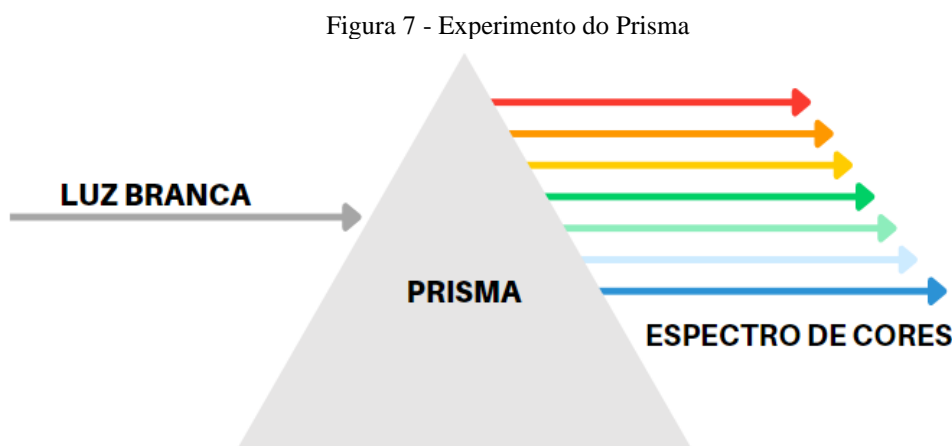 Figura 7 - Experimento do Prisma
LUZ BRANCA
PRISMA
ESPECTRO DE CORES